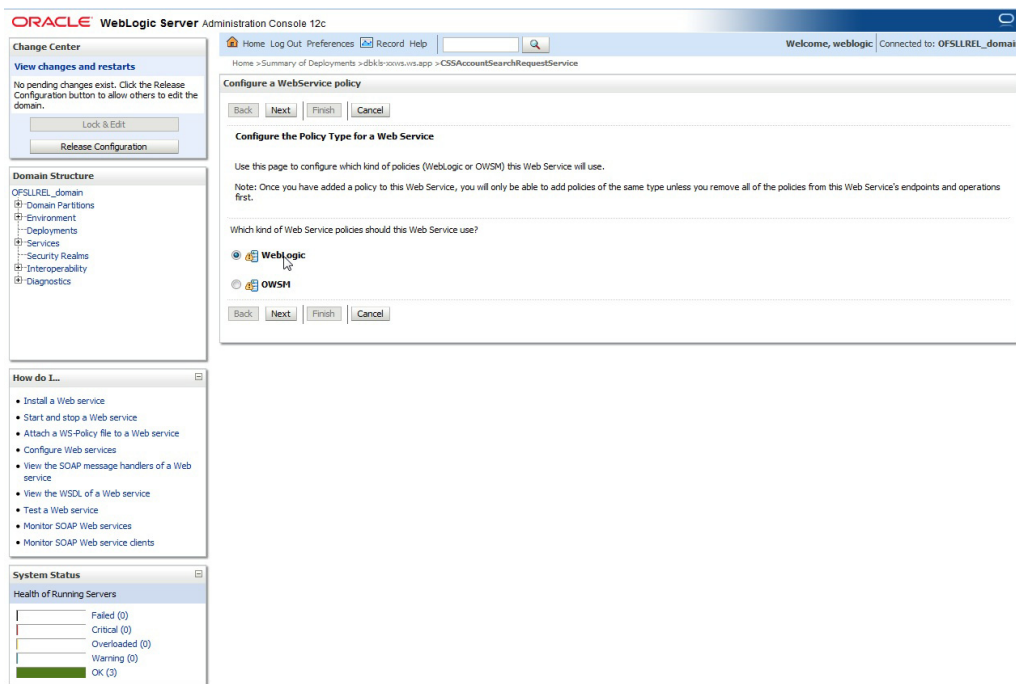 ORACLE WebLogic Server Administration Console 12c
Change Center
View changes and restarts
No pending changes exist. Click the Release
Configuration button to allow others to edit the
domain.
Lock & Edit
Release Configuration
Domain Structure
OFSLLREL_domain
Domain Partitions
Environment
Deployments
Services
Security Realms
Interoperability
Diagnostics
How do I...
Install a Web service
Start and stop a Web service
Attach a WS-Policy file to a Web service
Configure Web services
View the SOAP message handlers of a Web
service
View the WSDL of a Web service
Test a Web service
Monitor SOAP Web services
Monitor SOAP Web service clients
System Status
Health of Running Servers
Failed (0)
Critical (0)
Overloaded (0)
Warning (0)
OK (3)
Home Log Out Preferences Record Help
Welcome, weblogic Connected to: OFSLLREL_domain
Home >Summary of Deployments >dbkls-xxws.ws.app >CSSAccountSearchRequestService
Configure a WebService policy
Back Next Finish Cancel
Configure the Policy Type for a Web Service
Use this page to configure which kind of policies (WebLogic or OWSM) this Web Service will use.
Note: Once you have added a policy to this Web Service, you will only be able to add policies of the same type unless you remove all of the policies from this Web Service's endpoints and operations
first.
Which kind of Web Service policies should this Web Service use?
WebLogic
OWSM
Back Next Finish Cancel